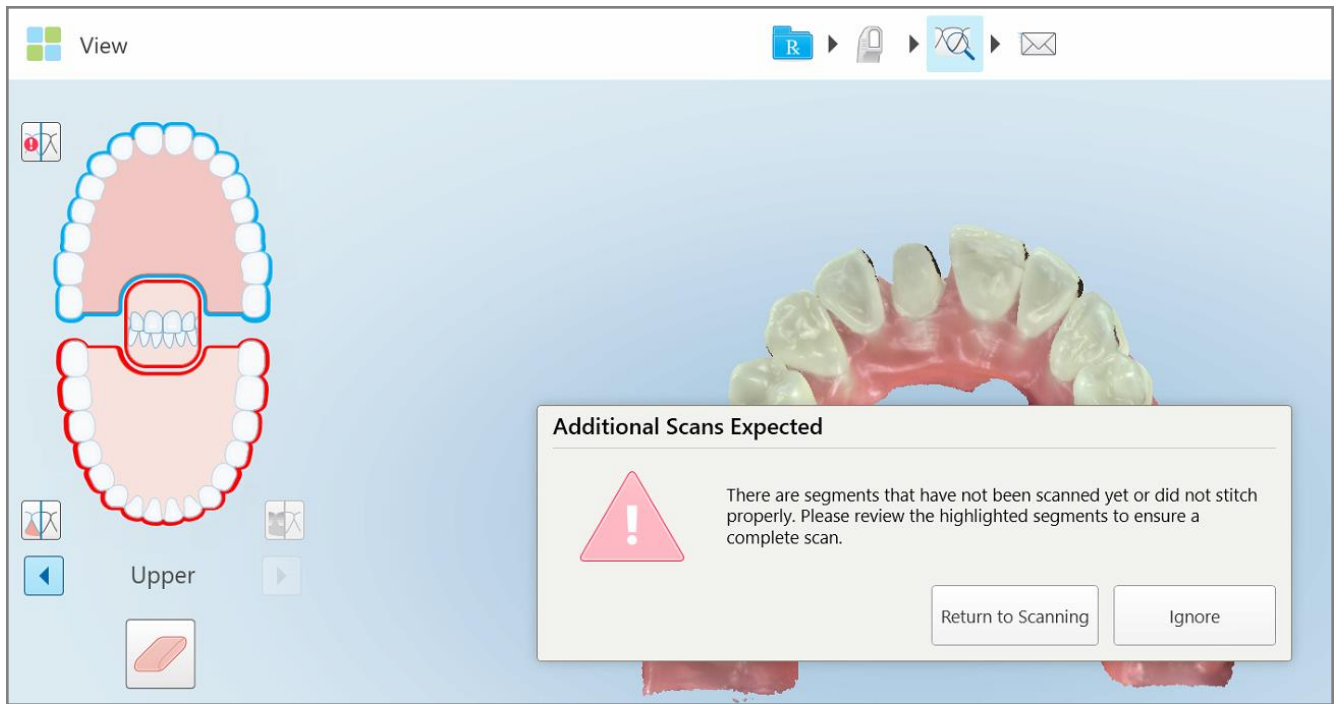 View
R
Additional Scans Expected
There are segments that have not been scanned yet or did not stitch
properly. Please review the highlighted segments to ensure a
complete scan.
Upper
Return to Scanning
Ignore